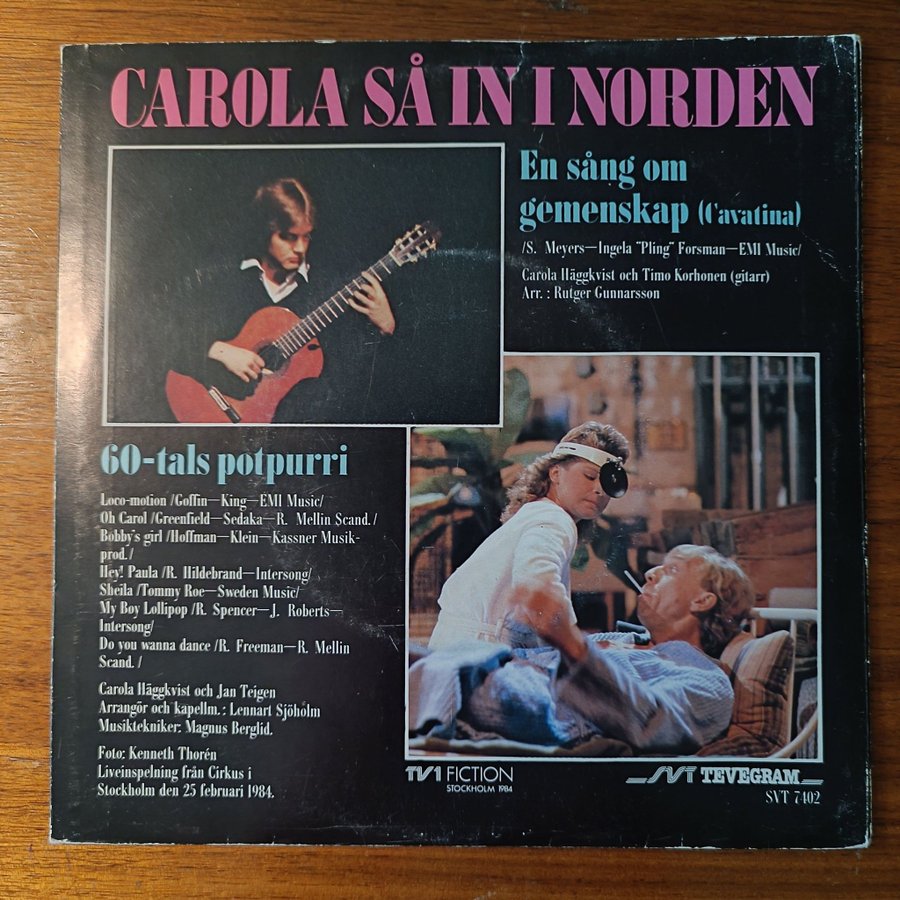 CAROLA SÅ IN I NORDEN
En sång om
gemenskap (Cavatina)
/S. Meyers—Ingela "Pling" Forsman—EMI Music/
Carola Häggkvist och Timo Korhonen (gitarr)
Arr. : Rutger Gunnarsson
60-tals potpurri
Loco-motion /Goffin—King—EMI Music/
Oh Carol /Greenfield—Sedaka—R. Mellin Scand. /
Bobby's girl /Hoffman—Klein—Kassner Musik-
prod. /
Hey! Paula /R. Hildebrand—Intersong/
Sheila /Tommy Roe—Sweden Music/
My Boy Lollipop /R. Spencer—J. Roberts—
Intersong/
Do you wanna dance /R. Freeman—R. Mellin
Scand. /
Carola Häggkvist och Jan Teigen
Arrangör och kapellm. : Lennart Sjöholm
Musiktekniker: Magnus Berglid.
Foto: Kenneth Thorén
Liveinspelning från Cirkus i
Stockholm den 25 februari 1984.
TV1 FICTION
STOCKHOLM 1984
SVT TEVEGRAM
SVT 7402